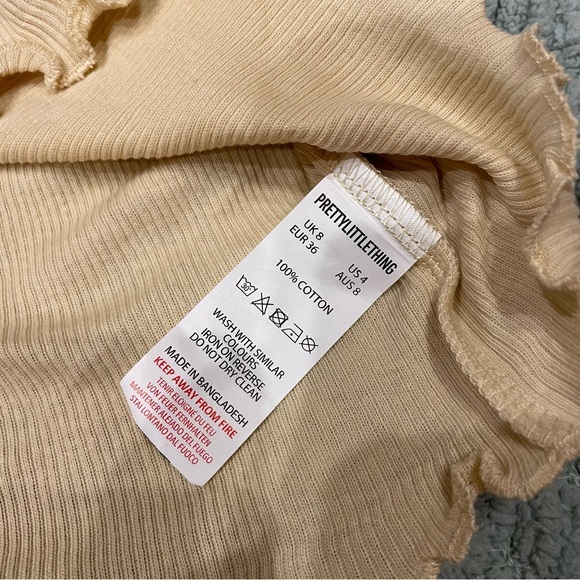 PRETTYLITTLETHING
UK 8 US 4
EUR 36 AUS 8
100% COTTON
30°
WASH WITH SIMILAR
COLOURS
IRON ON REVERSE
DO NOT DRY CLEAN
MADE IN BANGLADESH
KEEP AWAY FROM FIRE
TENIR ELOIGNE DU FEU
VON FEUER FERNHALTEN
MANTENER ALEJADO DEL FUEGO
STAI LONTANO DAL FUOCO